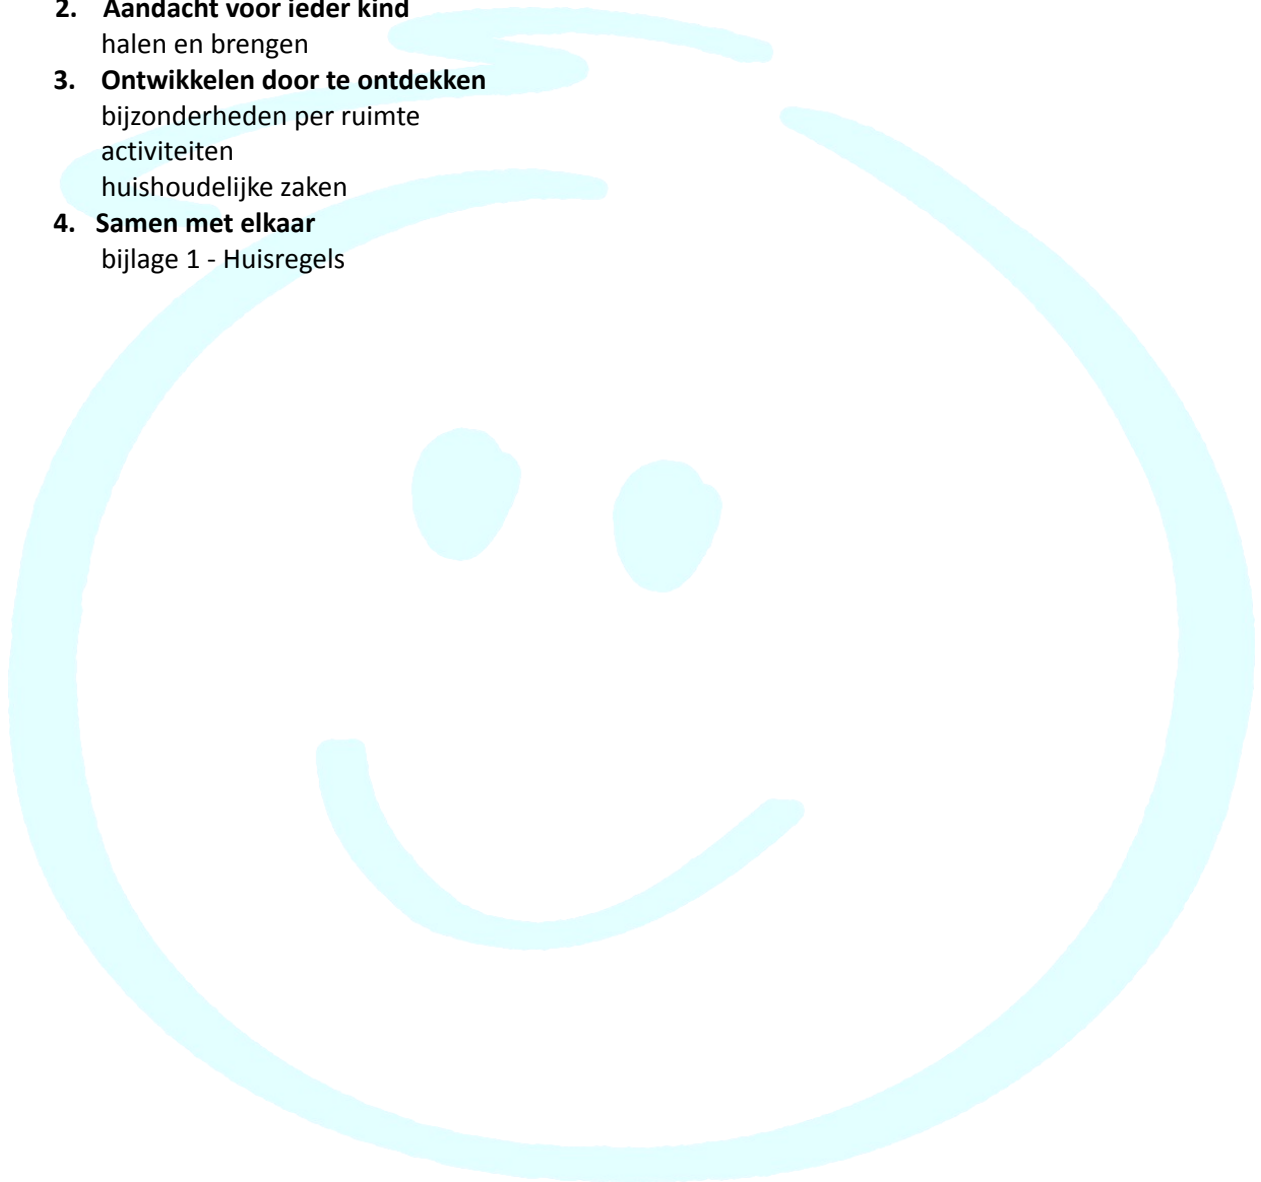 2. Aandacht voor ieder kind
halen en brengen
3. Ontwikkelen door te ontdekken
bijzonderheden per ruimte
activiteiten
huishoudelijke zaken
4. Samen met elkaar
bijlage 1 - Huisregels